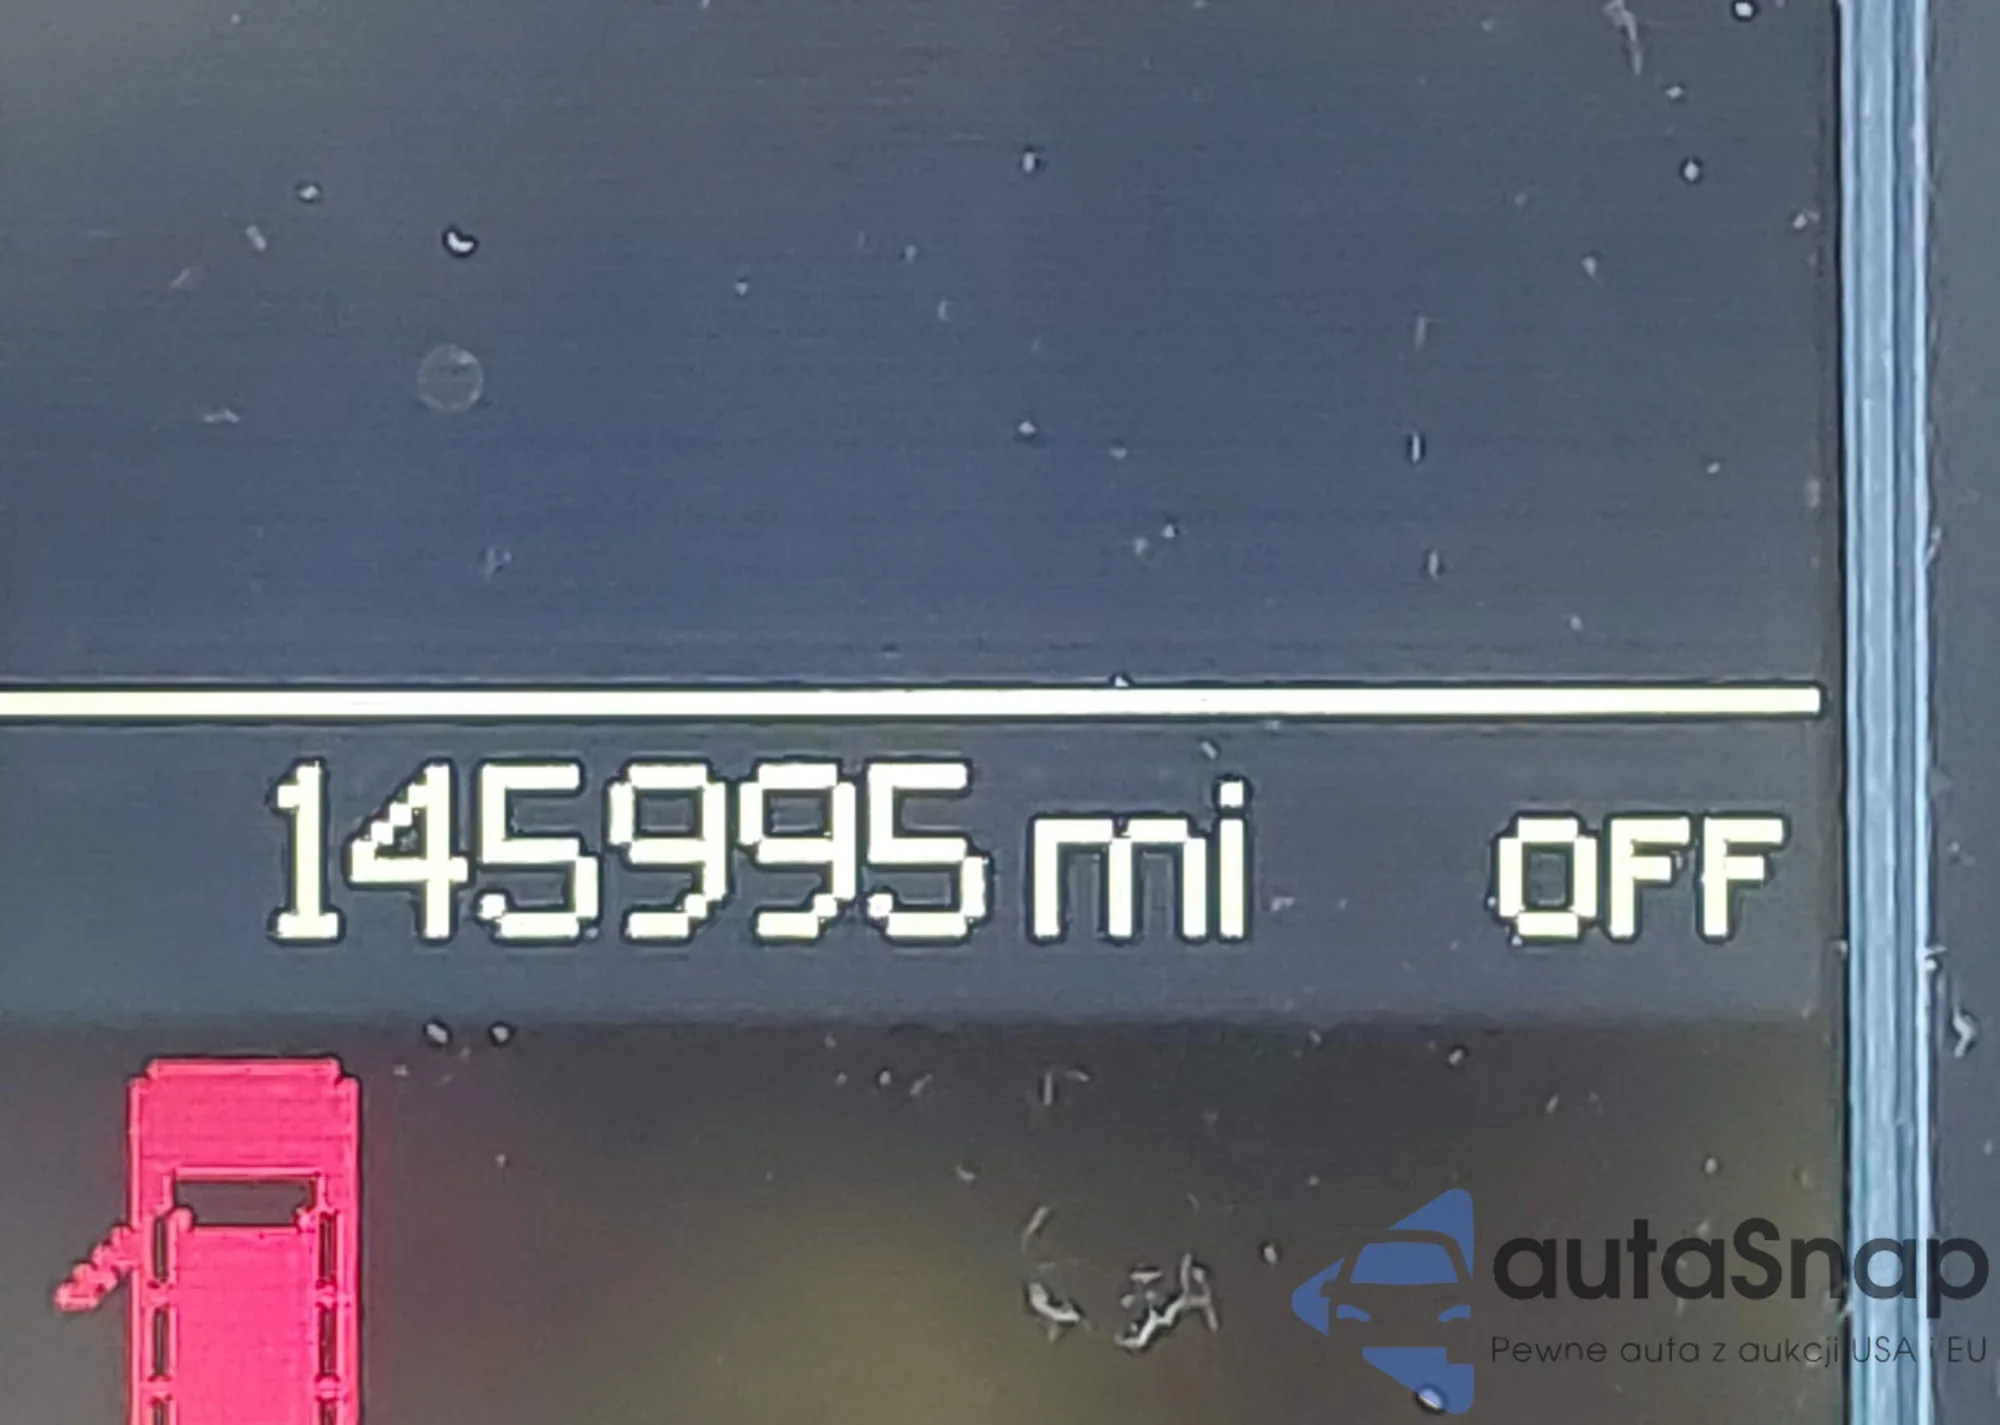 145995 mi OFF
autaSnap
Pewne auta z aukcji USA i EU